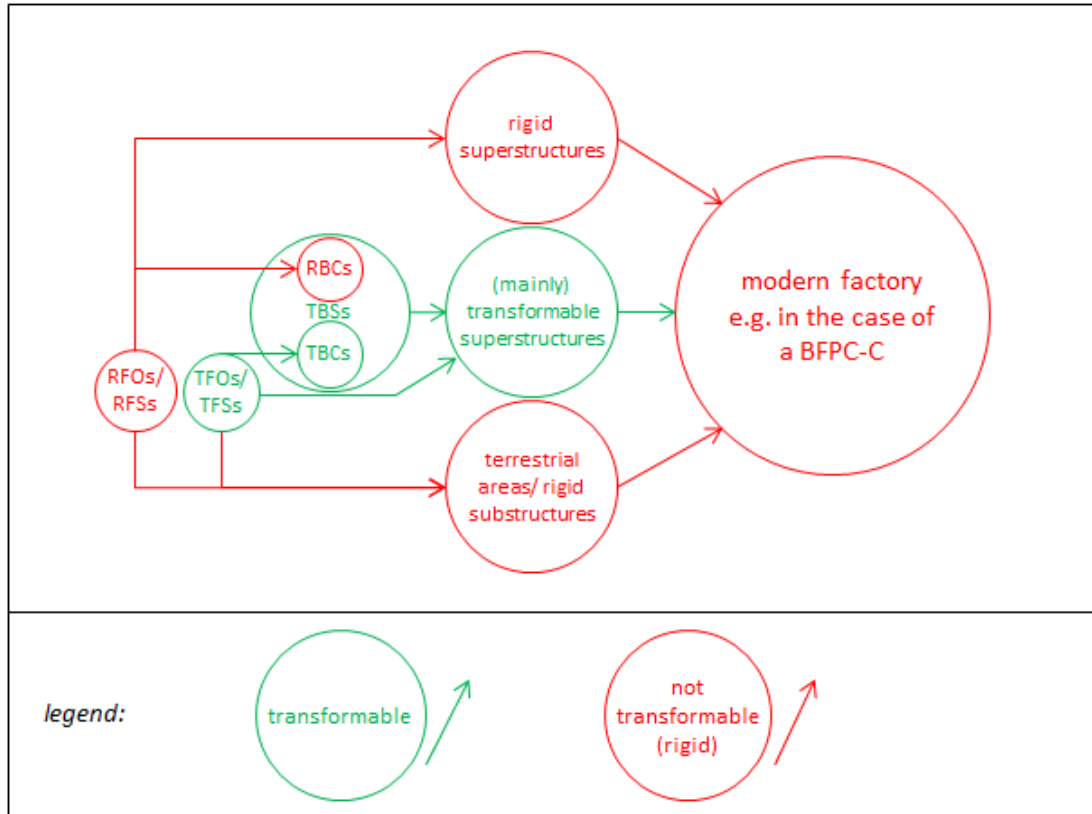 rigid
superstructures
RBCs
TBSs
TBCs
(mainly)
transformable
superstructures
modern factory
e.g. in the case of
a BFPC-C
RFOs/
RFSs
TFOs/
TFSs
terrestrial
areas/ rigid
substructures
legend:
transformable
not
transformable
(rigid)